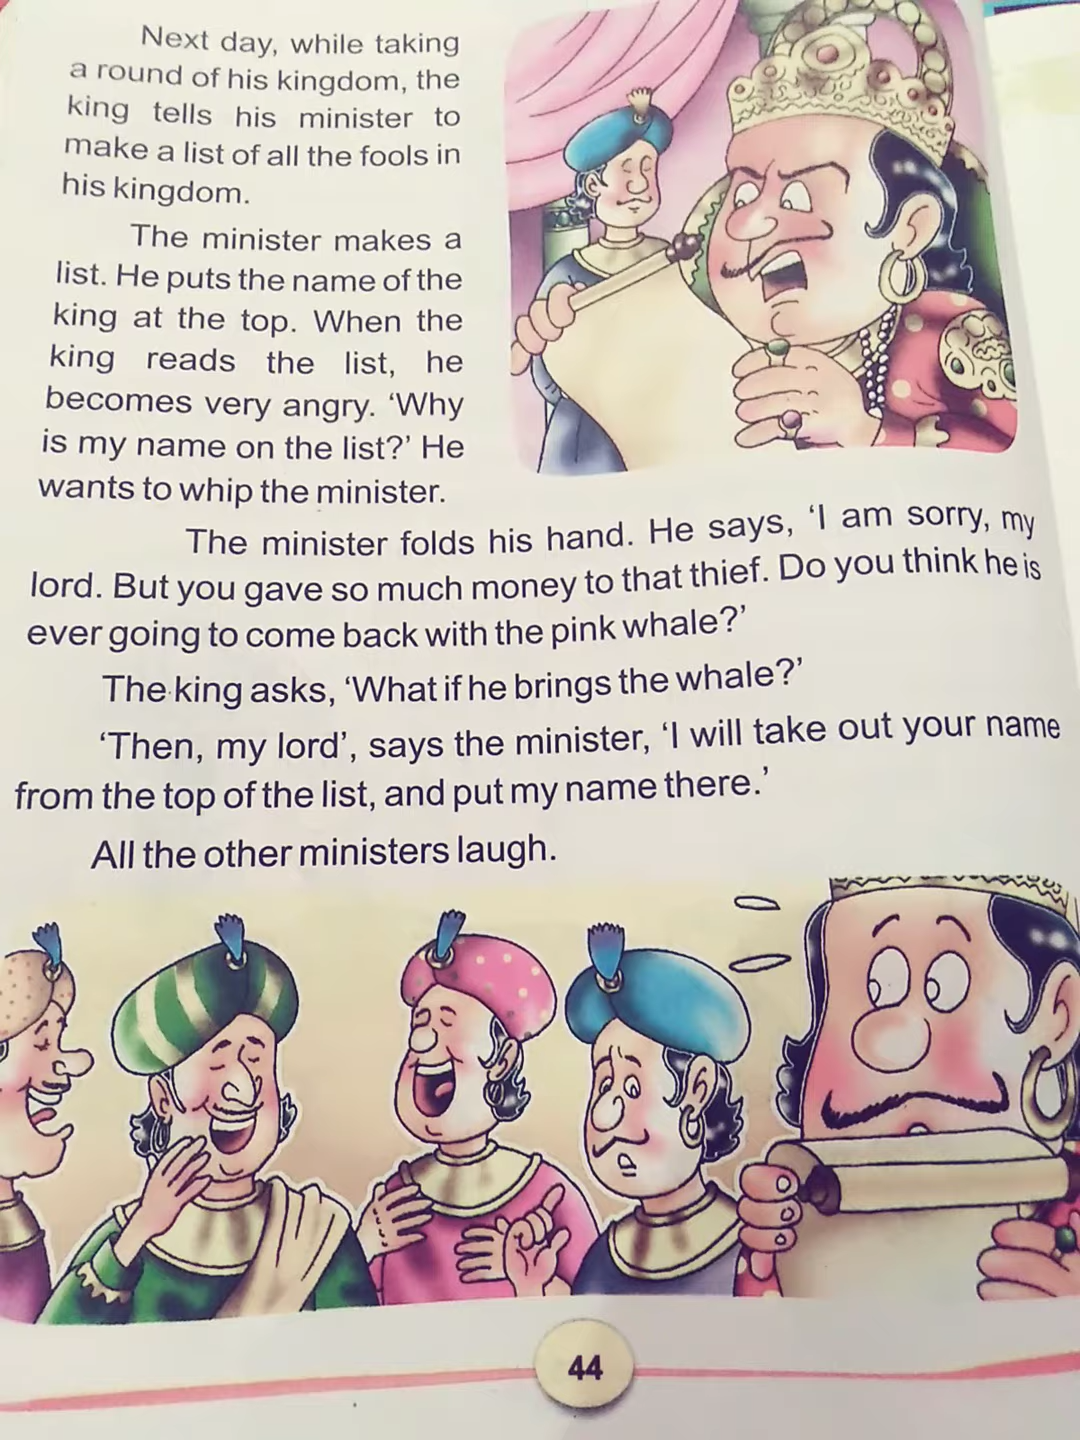 Next day, while taking
a round of his kingdom, the
king tells his minister to
make a list of all the fools in
his kingdom.
The minister makes a
list. He puts the name of the
king at the top. When the
king reads the list, he
becomes very angry. ‘Why
is my name on the list?’ He
wants to whip the minister.
The minister folds his hand. He says, ‘I am sorry, my
lord. But you gave so much money to that thief. Do you think he is
ever going to come back with the pink whale?’
The king asks, ‘What if he brings the whale?’
‘Then, my lord’, says the minister, ‘I will take out your name
from the top of the list, and put my name there.’
All the other ministers laugh.
44